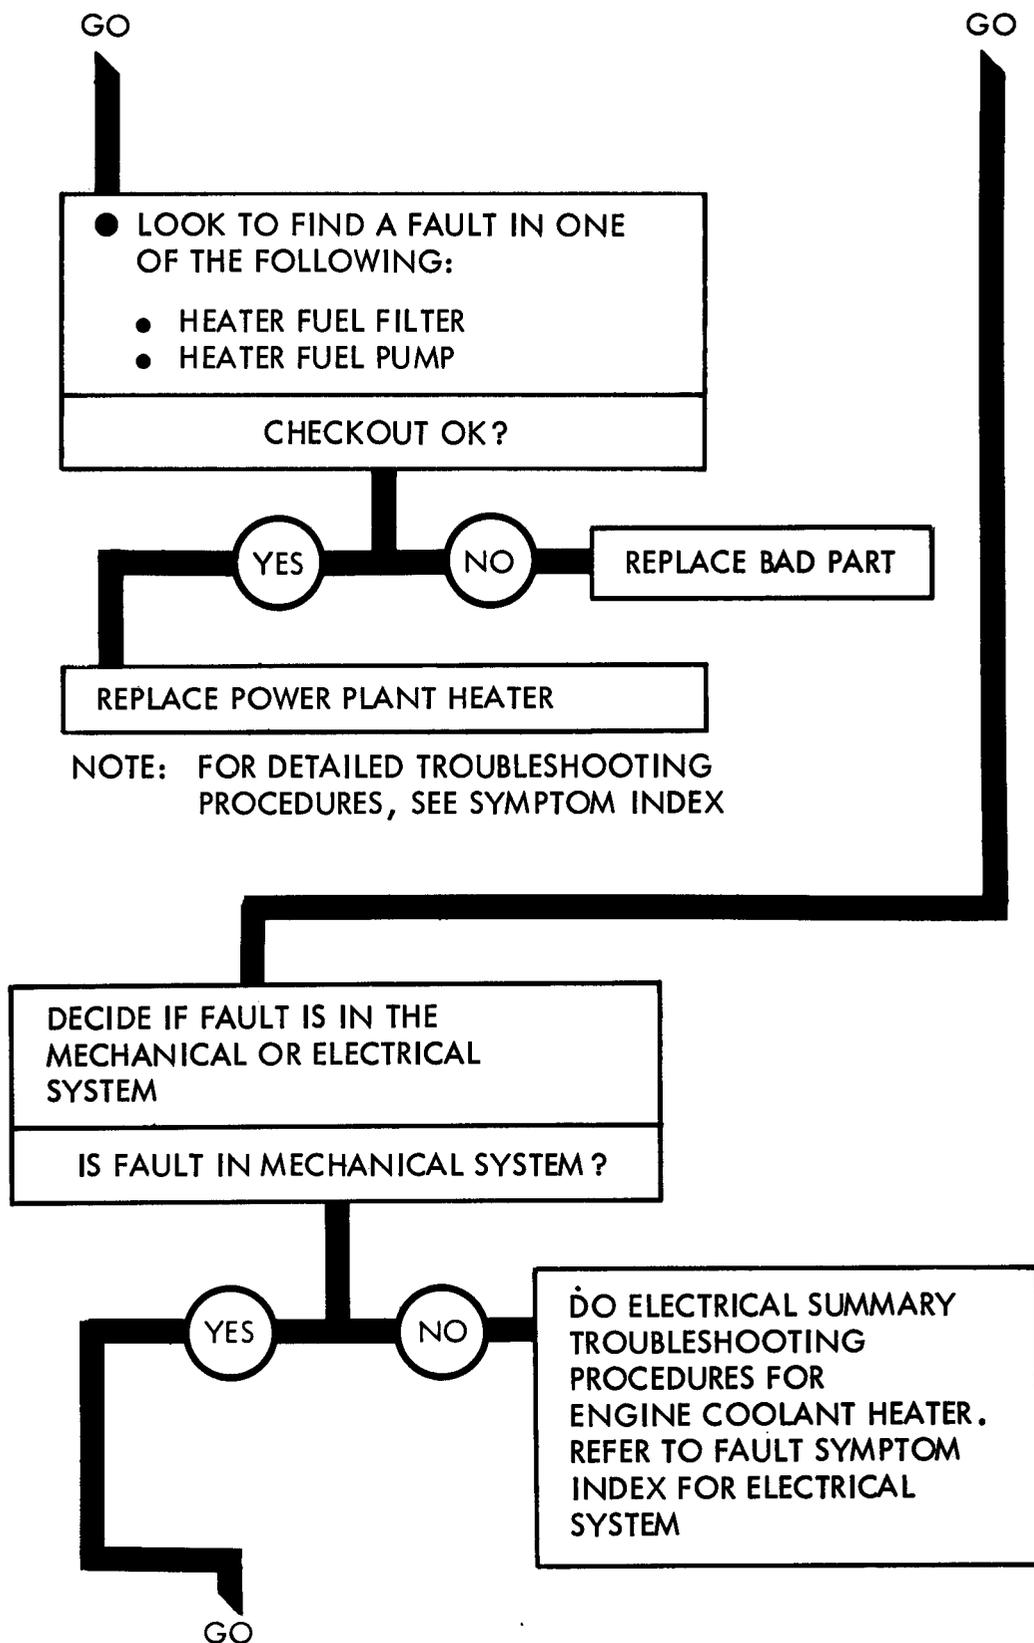 GO
GO
● LOOK TO FIND A FAULT IN ONE
OF THE FOLLOWING:
● HEATER FUEL FILTER
● HEATER FUEL PUMP
CHECKOUT OK?
YES
NO
REPLACE BAD PART
REPLACE POWER PLANT HEATER
NOTE: FOR DETAILED TROUBLESHOOTING
PROCEDURES, SEE SYMPTOM INDEX
DECIDE IF FAULT IS IN THE
MECHANICAL OR ELECTRICAL
SYSTEM
IS FAULT IN MECHANICAL SYSTEM?
YES
NO
DO ELECTRICAL SUMMARY
TROUBLESHOOTING
PROCEDURES FOR
ENGINE COOLANT HEATER.
REFER TO FAULT SYMPTOM
INDEX FOR ELECTRICAL
SYSTEM
GO